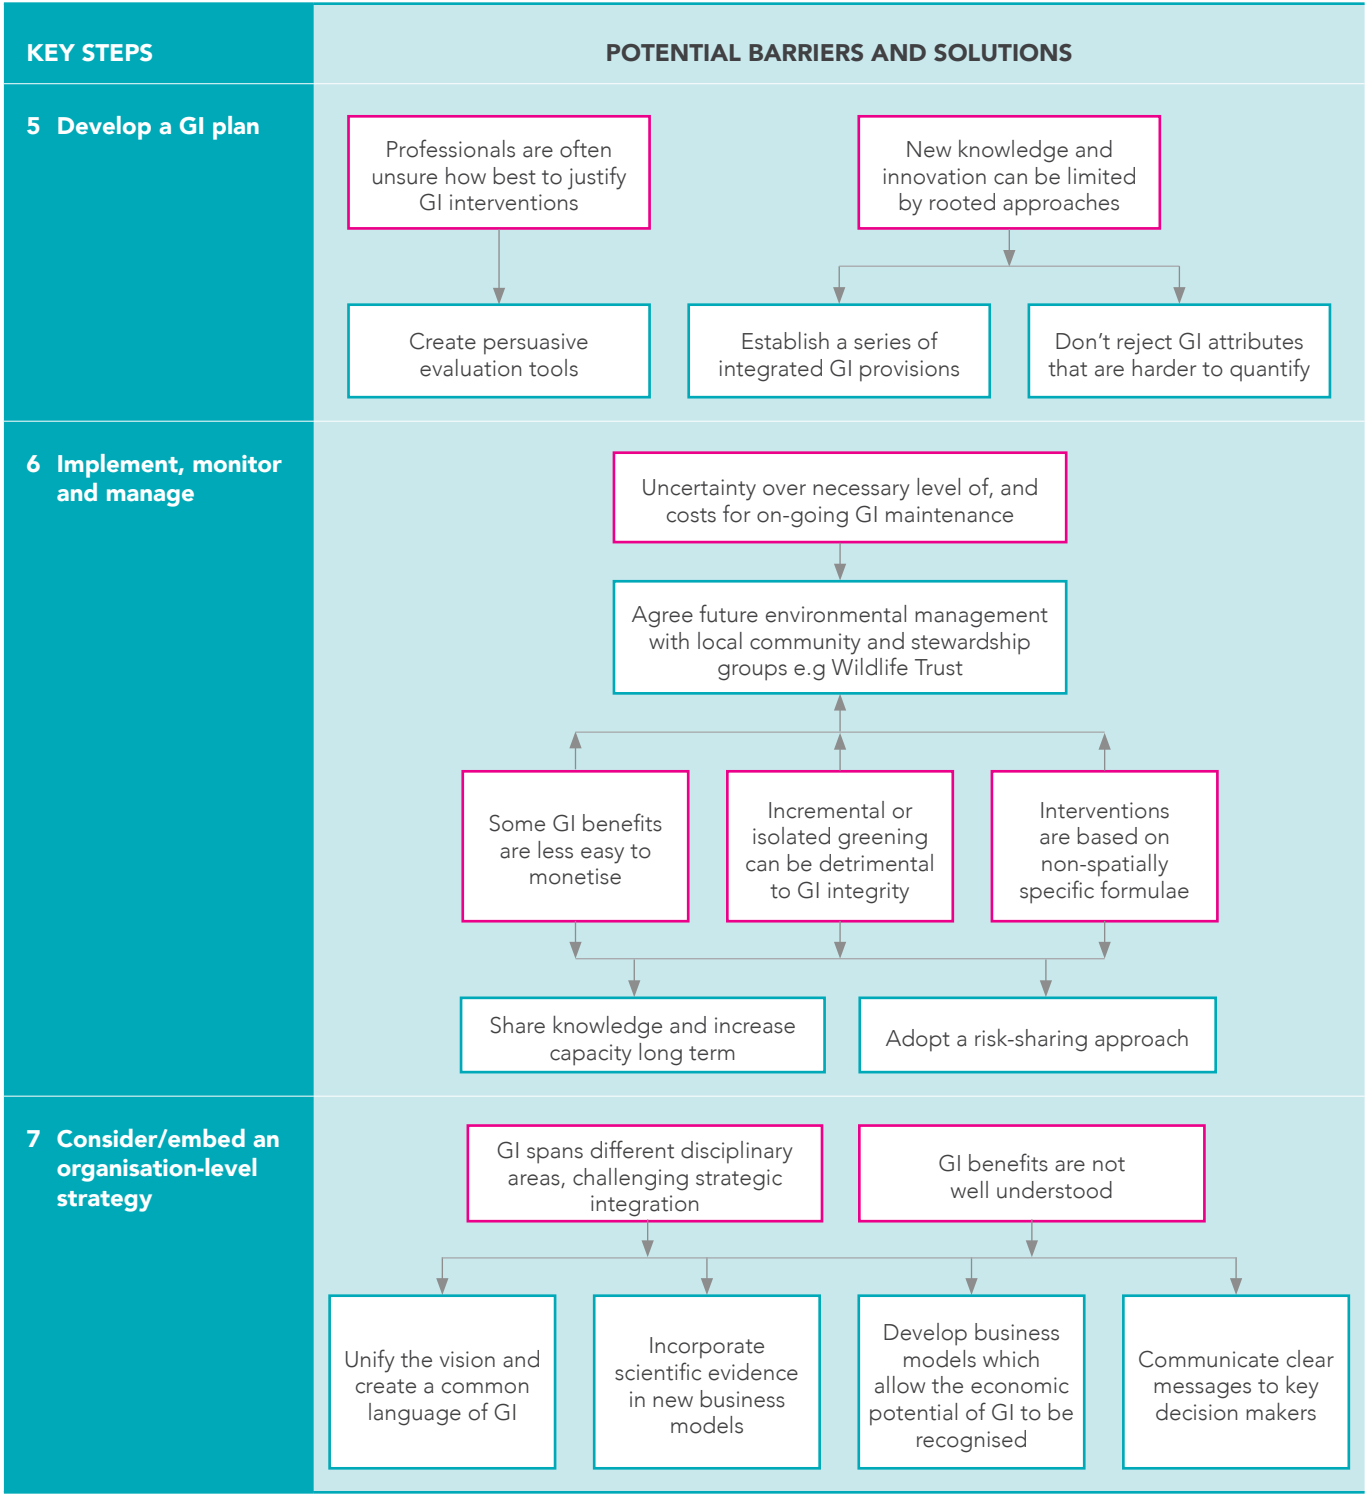 KEY STEPS
POTENTIAL BARRIERS AND SOLUTIONS
5 Develop a GI plan
Professionals are often
unsure how best to justify
GI interventions
New knowledge and
innovation can be limited
by rooted approaches
Create persuasive
evaluation tools
Establish a series of
integrated GI provisions
Don't reject GI attributes
that are harder to quantify
6 Implement, monitor
and manage
Uncertainty over necessary level of, and
costs for on-going GI maintenance
Agree future environmental management
with local community and stewardship
groups e.g Wildlife Trust
Some GI benefits
are less easy to
monetise
Incremental or
isolated greening
can be detrimental
to GI integrity
Interventions
are based on
non-spatially
specific formulae
Share knowledge and increase
capacity long term
Adopt a risk-sharing approach
7 Consider/embed an
organisation-level
strategy
GI spans different disciplinary
areas, challenging strategic
integration
GI benefits are not
well understood
Unify the vision and
create a common
language of GI
Incorporate
scientific evidence
in new business
models
Develop business
models which
allow the economic
potential of GI to be
recognised
Communicate clear
messages to key
decision makers